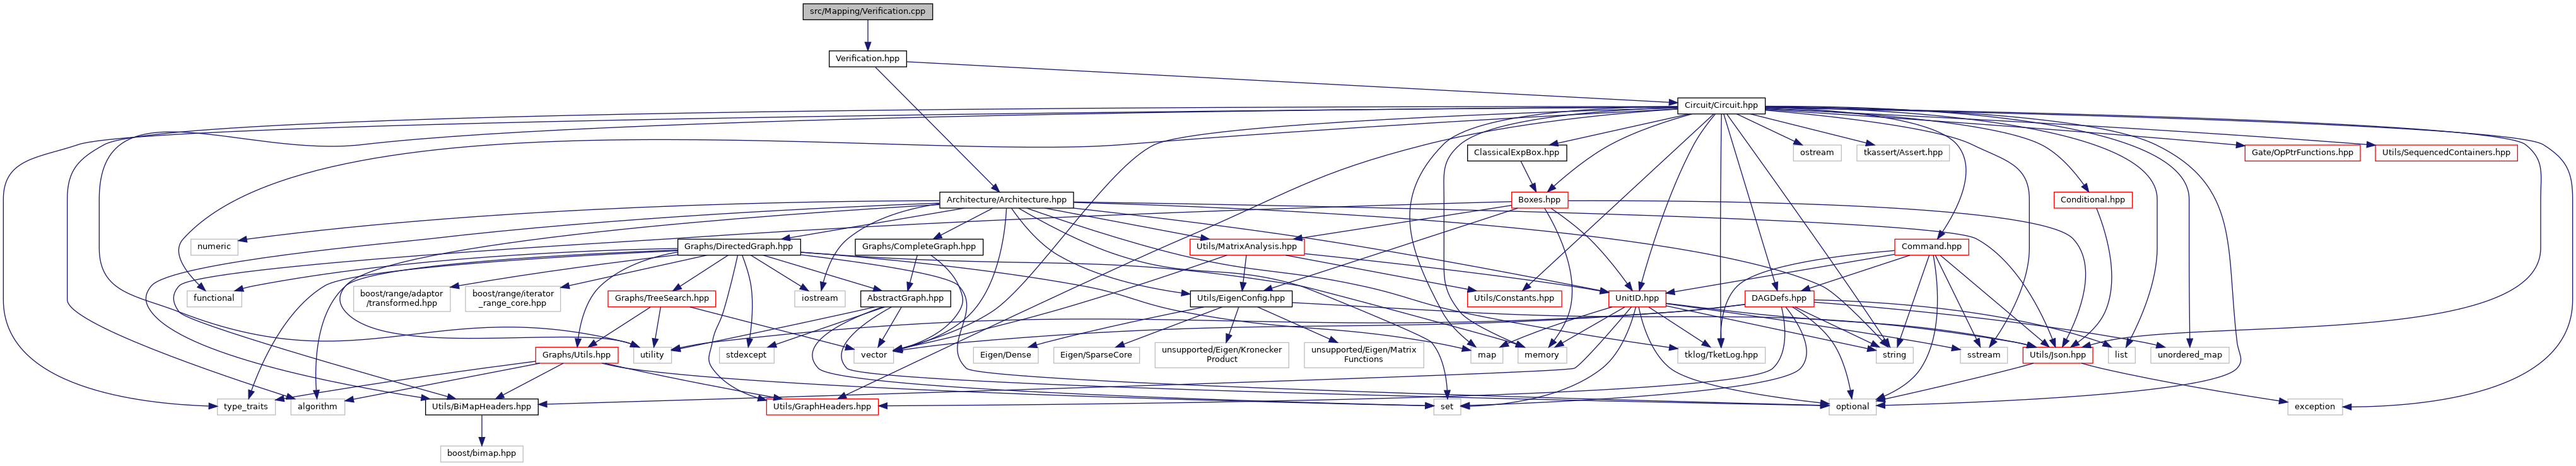 src/Mapping/Verification.cpp
Verification.hpp
Circuit/Circuit.hpp
ClassicalExpBox.hpp
ostream
tkassert/Assert.hpp
Gate/OpPtrFunctions.hpp
Utils/SequencedContainers.hpp
Architecture/Architecture.hpp
Boxes.hpp
Conditional.hpp
numeric
Graphs/DirectedGraph.hpp
Graphs/CompleteGraph.hpp
Utils/MatrixAnalysis.hpp
Command.hpp
functional
boost/range/adaptor
/transformed.hpp
boost/range/iterator
_range_core.hpp
Graphs/TreeSearch.hpp
iostream
AbstractGraph.hpp
Utils/EigenConfig.hpp
Utils/Constants.hpp
UnitID.hpp
DAGDefs.hpp
Graphs/Utils.hpp
utility
stdexcept
vector
Eigen/Dense
Eigen/SparseCore
unsupported/Eigen/Kronecker
Product
unsupported/Eigen/Matrix
Functions
map
memory
tklog/TketLog.hpp
string
sstream
Utils/Json.hpp
list
unordered_map
type_traits
algorithm
Utils/BiMapHeaders.hpp
Utils/GraphHeaders.hpp
set
optional
exception
boost/bimap.hpp